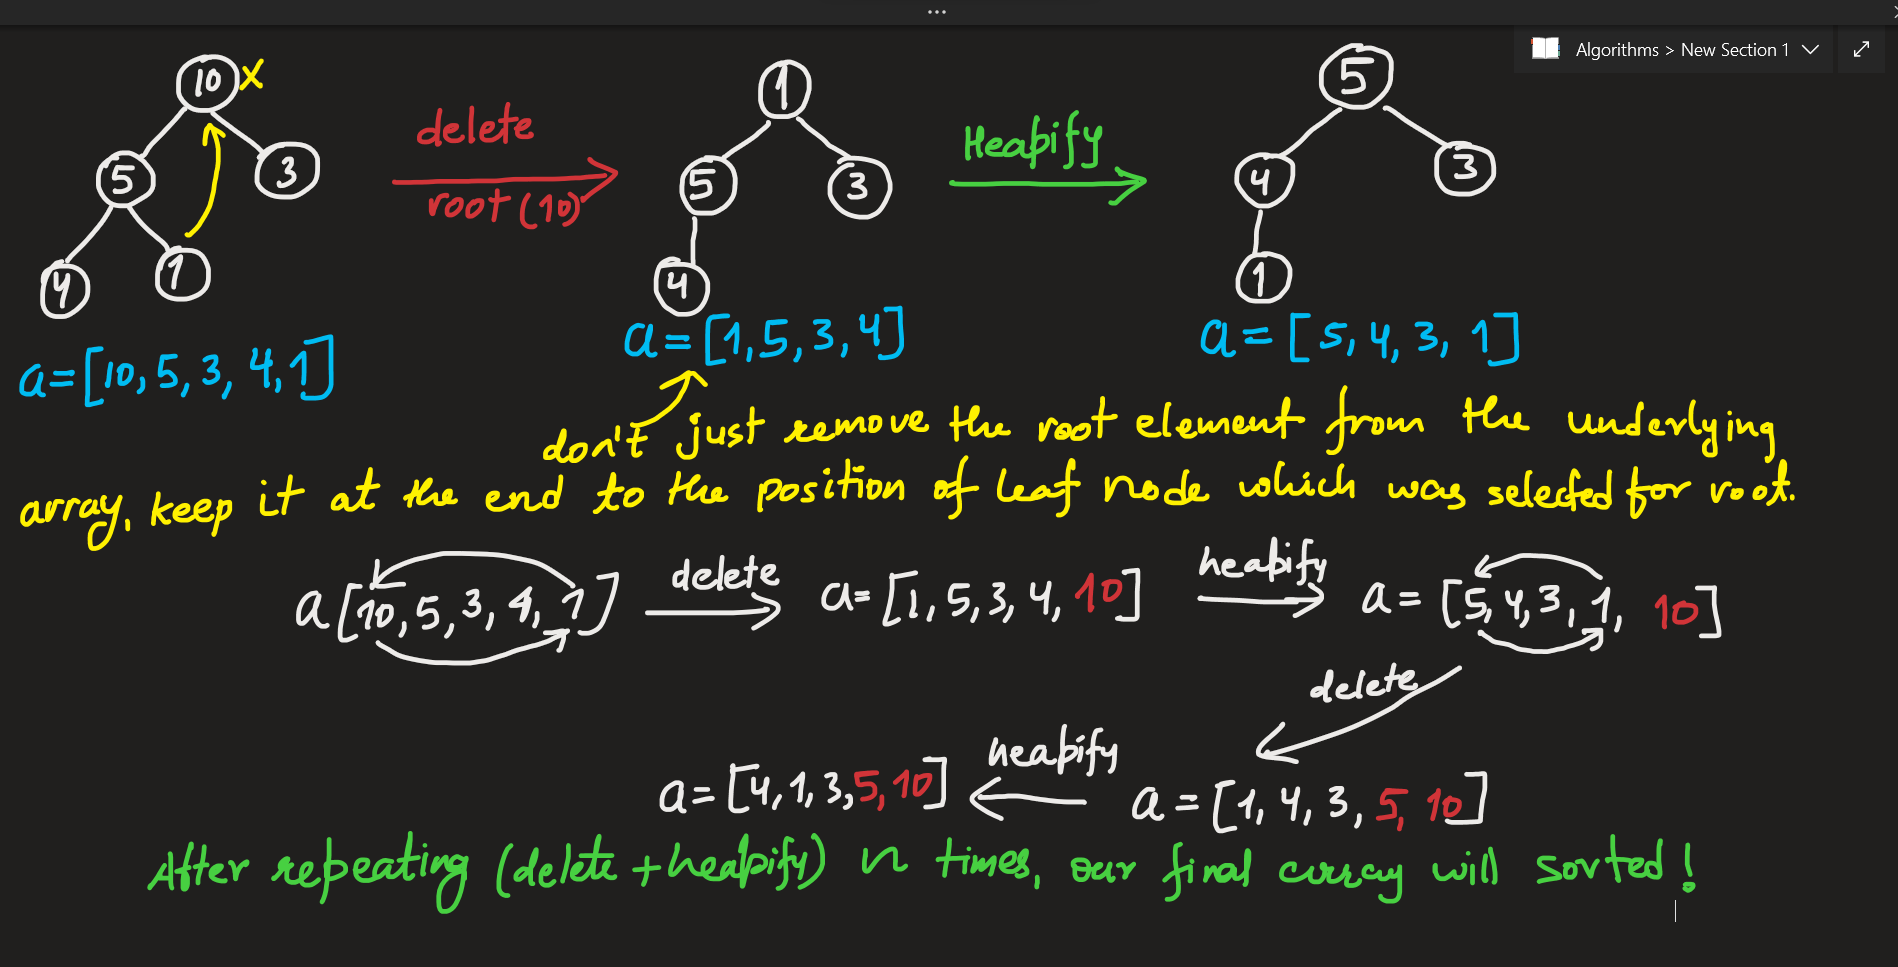 ...
Algorithms > New Section 1
10 x
5
3
4
1
delete
root (10)
1
5
3
4
Heapify
5
4
3
1
a=[10, 5, 3, 4, 1]
a=[1, 5, 3, 4]
a=[5, 4, 3, 1]
don't just remove the root element from the underlying
array, keep it at the end to the position of leaf node which was selected for root.
a[10, 5, 3, 4, 1] delete a=[1, 5, 3, 4, 10] heapify a=[5, 4, 3, 1, 10]
delete
a=[4, 1, 3, 5, 10] heapify a=[1, 4, 3, 5, 10]
After repeating (delete + heapify) n times, our final array will sorted!